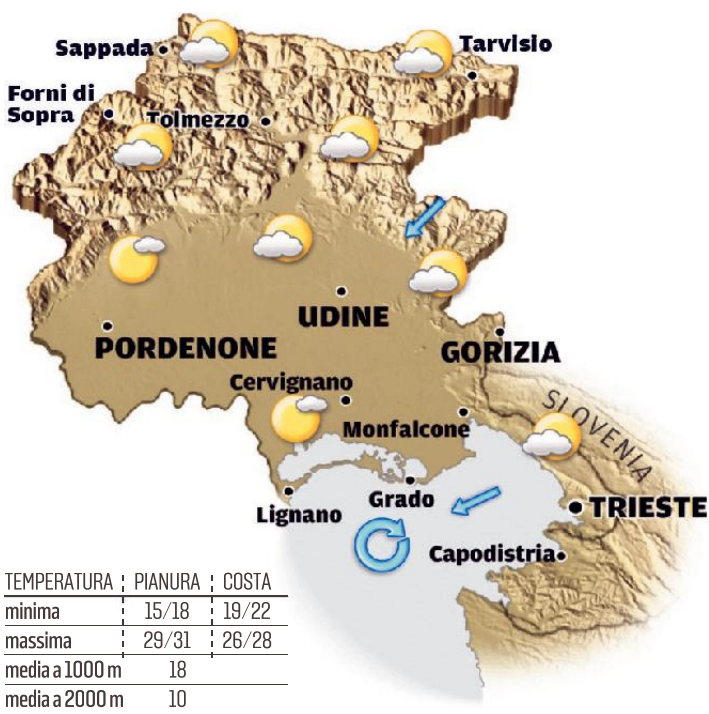 Sappada
Tarvisio
Forni di
Sopra
Tolmezzo
UDINE
PORDENONE
GORIZIA
Cervignano
SLOVENIA
Monfalcone
Lignano
Grado
TRIESTE
Capodistria
TEMPERATURA PIANURA COSTA
minima 15/18 19/22
massima 29/31 26/28
media a 1000 m 18
media a 2000 m 10